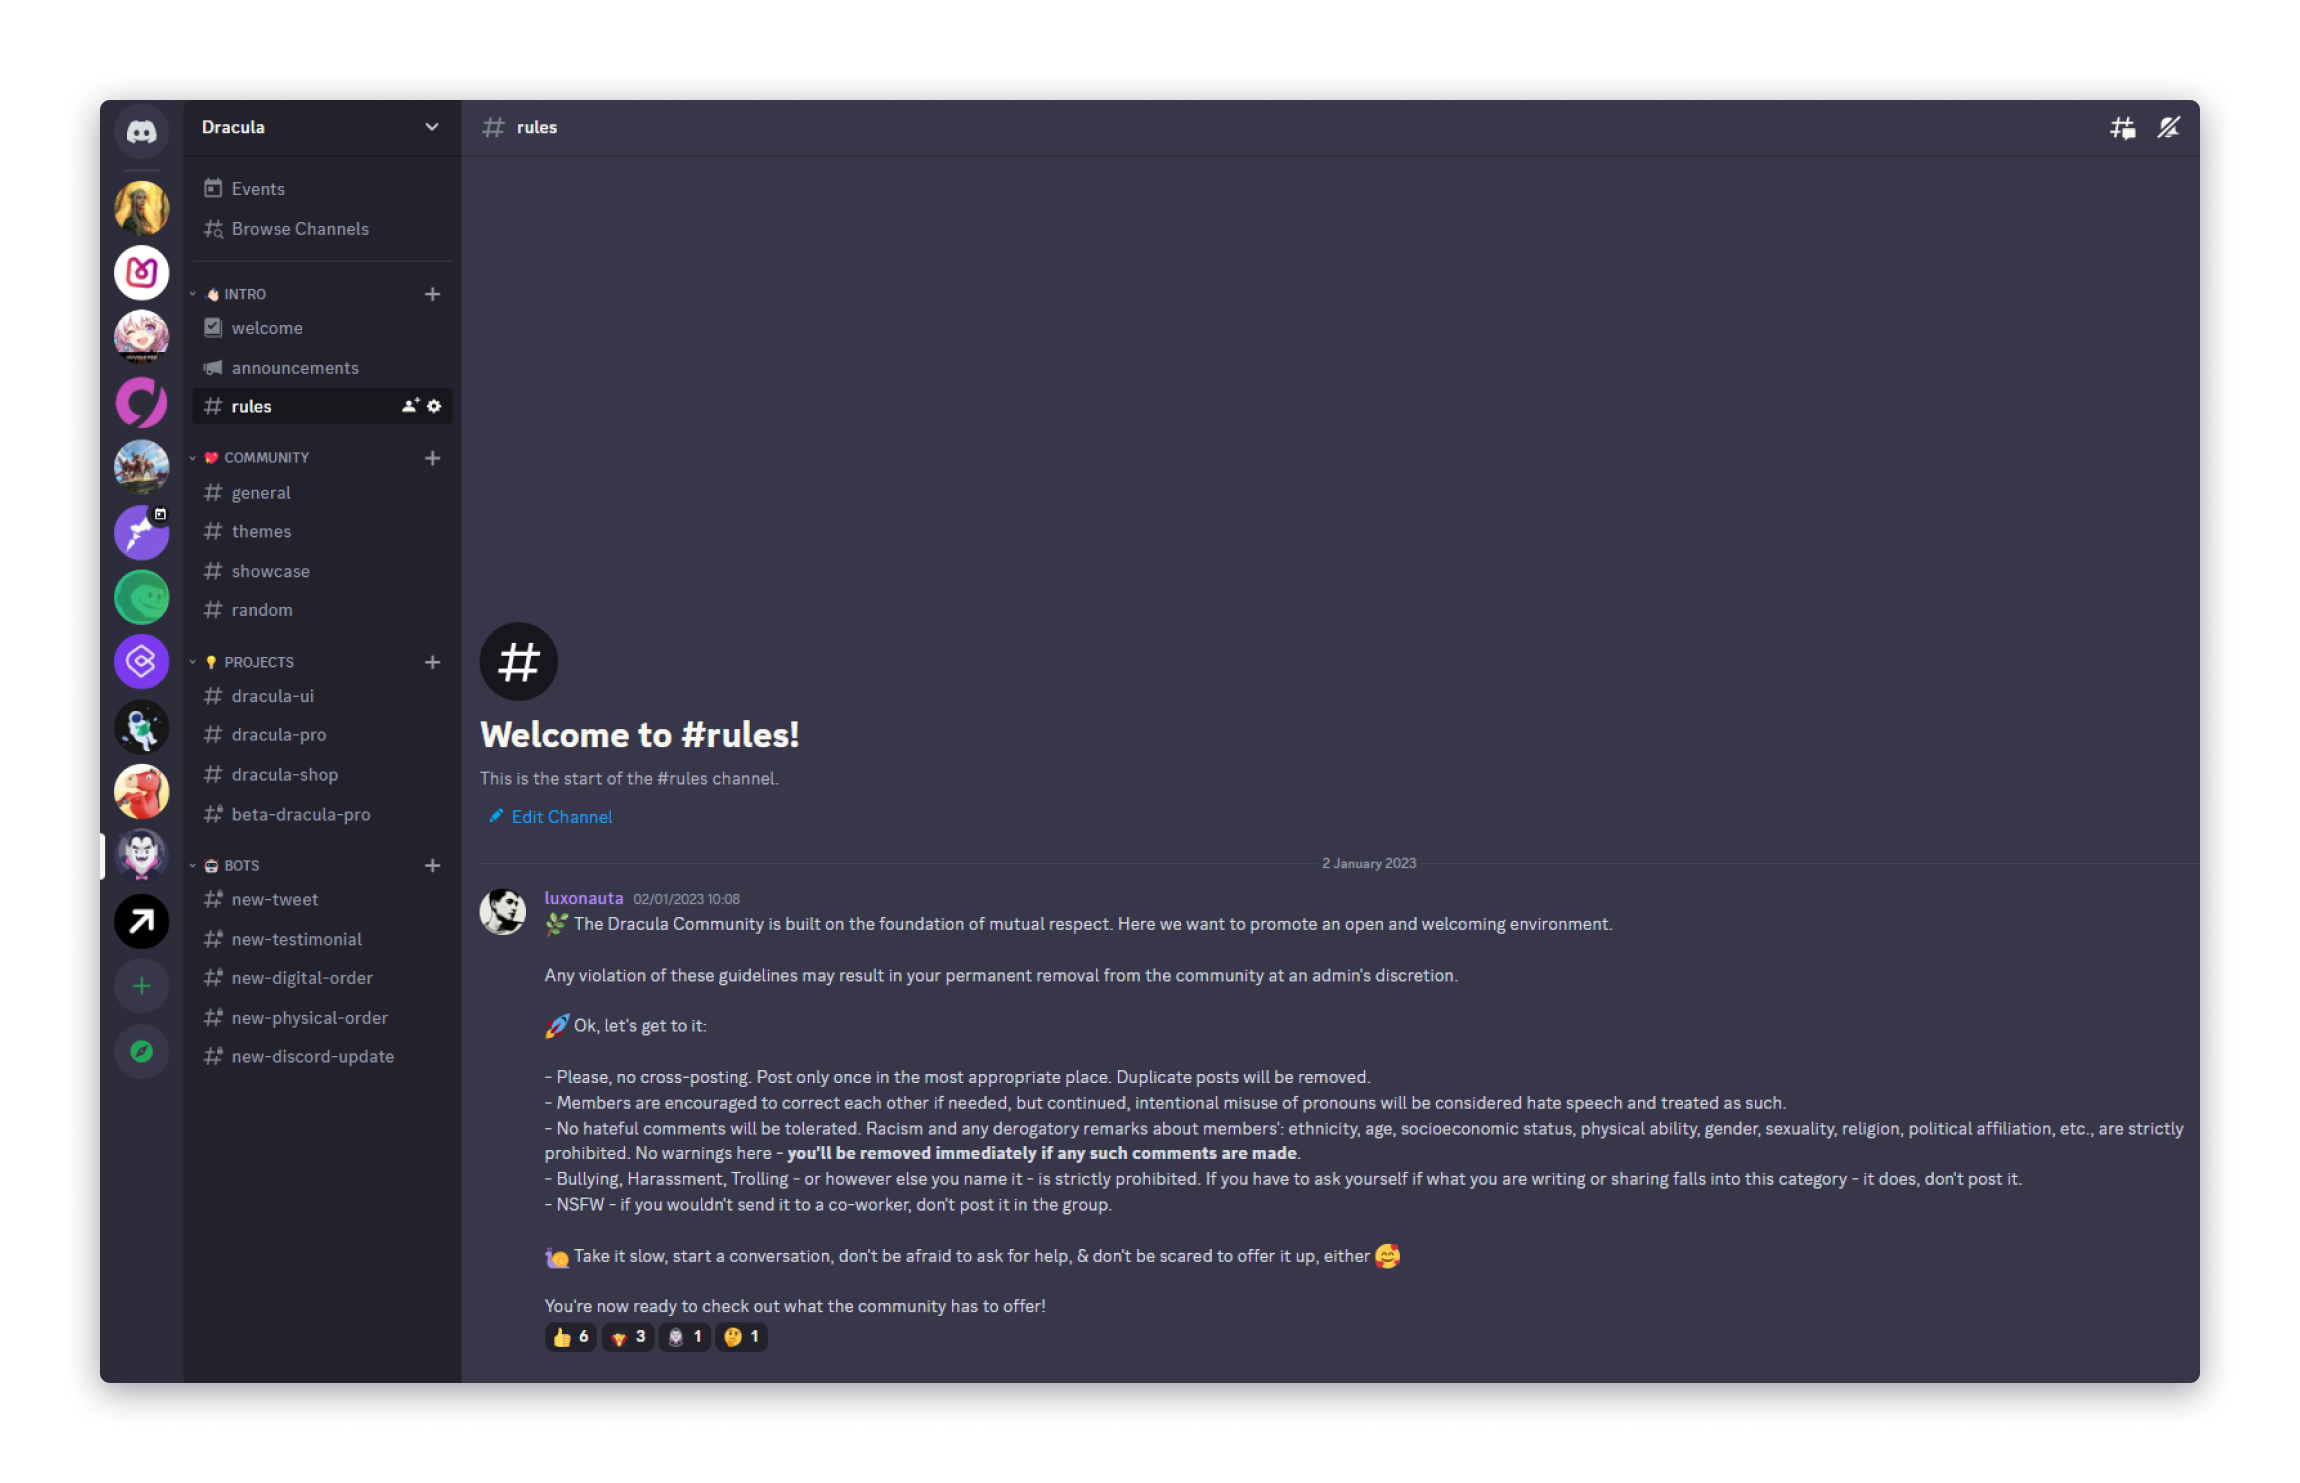 Dracula
rules
Events
Browse Channels
INTRO
welcome
announcements
rules
COMMUNITY
general
themes
showcase
random
PROJECTS
dracula-ui
dracula-pro
dracula-shop
beta-dracula-pro
BOTS
new-tweet
new-testimonial
new-digital-order
new-physical-order
new-discord-update
Welcome to #rules!
This is the start of the #rules channel.
Edit Channel
2 January 2023
luxonauta 02/01/2023 10:08
🌿 The Dracula Community is built on the foundation of mutual respect. Here we want to promote an open and welcoming environment.
Any violation of these guidelines may result in your permanent removal from the community at an admin's discretion.
🚀 Ok, let's get to it:
- Please, no cross-posting. Post only once in the most appropriate place. Duplicate posts will be removed.
- Members are encouraged to correct each other if needed, but continued, intentional misuse of pronouns will be considered hate speech and treated as such.
- No hateful comments will be tolerated. Racism and any derogatory remarks about members': ethnicity, age, socioeconomic status, physical ability, gender, sexuality, religion, political affiliation, etc., are strictly
prohibited. No warnings here - you'll be removed immediately if any such comments are made.
- Bullying, Harassment, Trolling - or however else you name it - is strictly prohibited. If you have to ask yourself if what you are writing or sharing falls into this category - it does, don't post it.
- NSFW - if you wouldn't send it to a co-worker, don't post it in the group.
🐌 Take it slow, start a conversation, don't be afraid to ask for help, & don't be scared to offer it up, either 🥰
You're now ready to check out what the community has to offer!
6 3 1 1